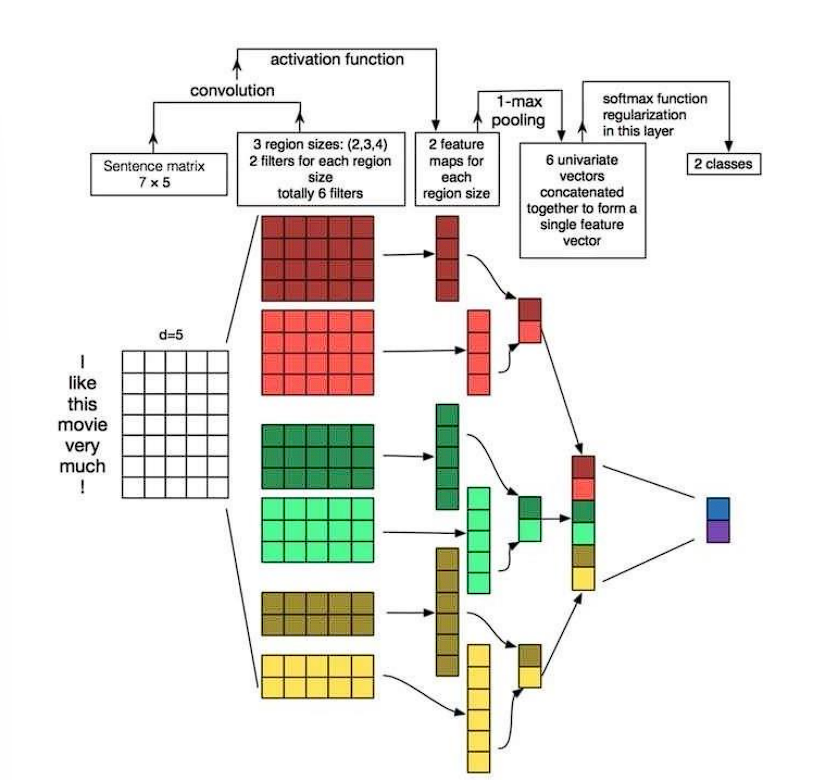 activation function
convolution
1-max
pooling
softmax function
regularization
in this layer
Sentence matrix
7 × 5
3 region sizes: (2,3,4)
2 filters for each region
size
totally 6 filters
2 feature
maps for
each
region size
6 univariate
vectors
concatenated
together to form a
single feature
vector
2 classes
d=5
I
like
this
movie
very
much
!